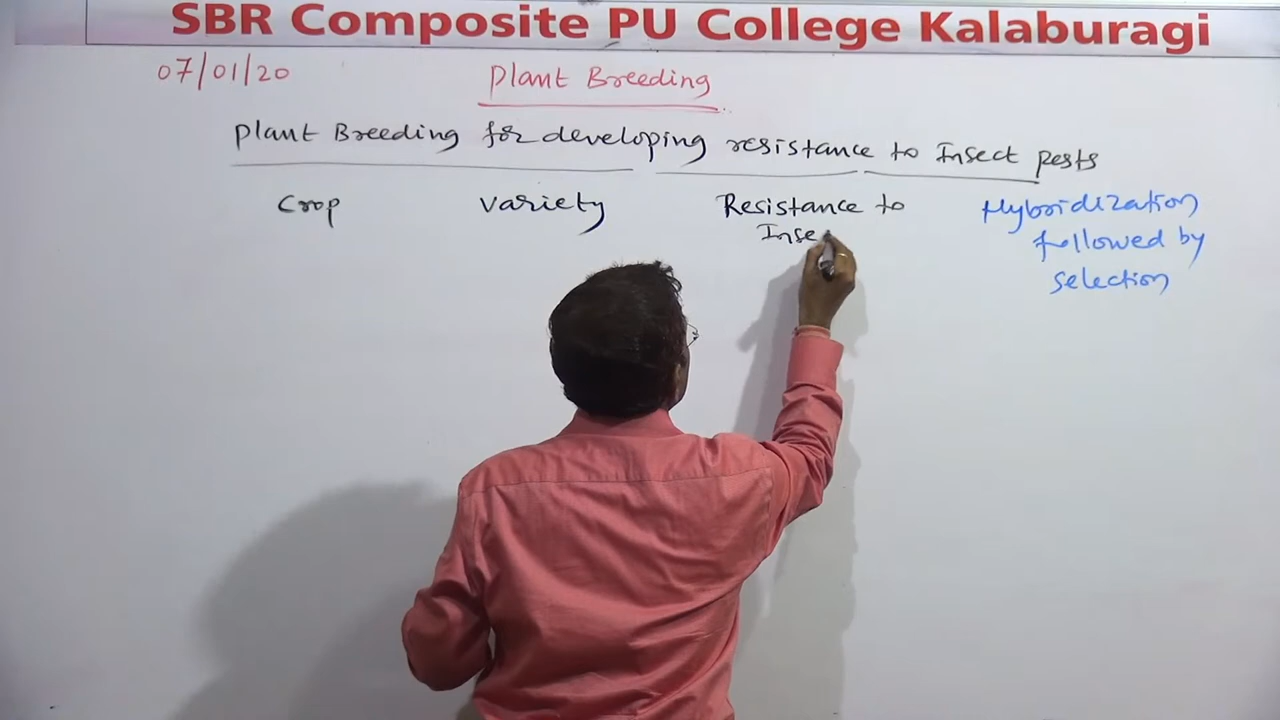 SBR Composite PU College Kalaburagi
07/01/20
Plant Breeding
Plant Breeding for developing resistance to Insect pests
Crop
Variety
Resistance to
Inse
Hybridization
followed by
selection